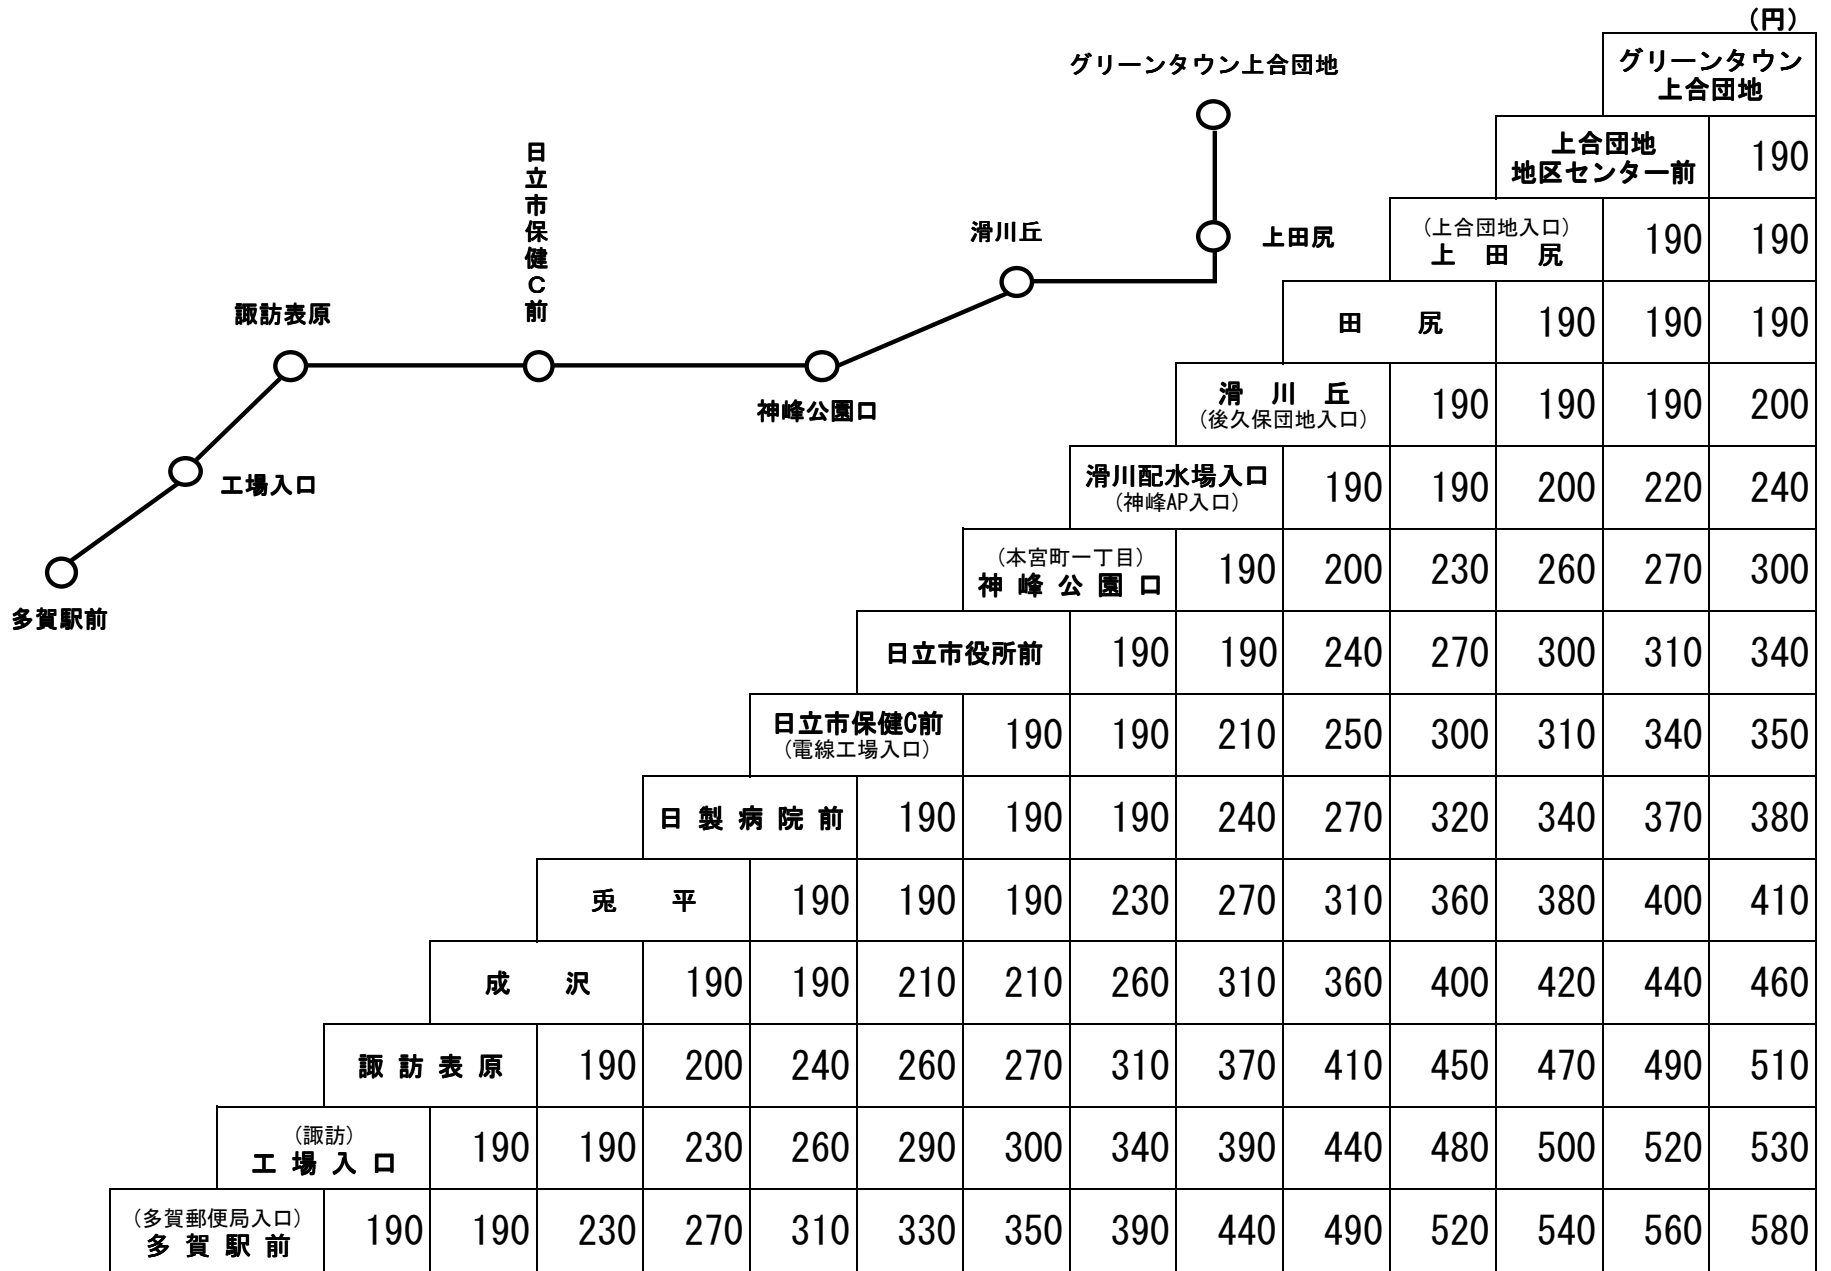 (円)
グリーンタウン上合団地
日立市保健C前
滑川丘
上田尻
諏訪表原
神峰公園口
工場入口
多賀駅前
グリーンタウン
上合団地
上合団地
地区センター前 190
(上合団地入口)
上田尻 190 190
田尻 190 190 190
滑川丘 190 190 190 200
(後久保団地入口)
滑川配水場入口 190 190 200 220 240
(神峰AP入口)
(本宮町一丁目)
神峰公園口 190 200 230 260 270 300
日立市役所前 190 190 240 270 300 310 340
日立市保健C前 190 190 210 250 300 310 340 350
(電線工場入口)
日製病院前 190 190 190 240 270 320 340 370 380
兎平 190 190 190 230 270 310 360 380 400 410
成沢 190 190 210 210 260 310 360 400 420 440 460
諏訪表原 190 200 240 260 270 310 370 410 450 470 490 510
(諏訪)
工場入口 190 190 230 260 290 300 340 390 440 480 500 520 530
(多賀郵便局入口)
多賀駅前 190 190 230 270 310 330 350 390 440 490 520 540 560 580